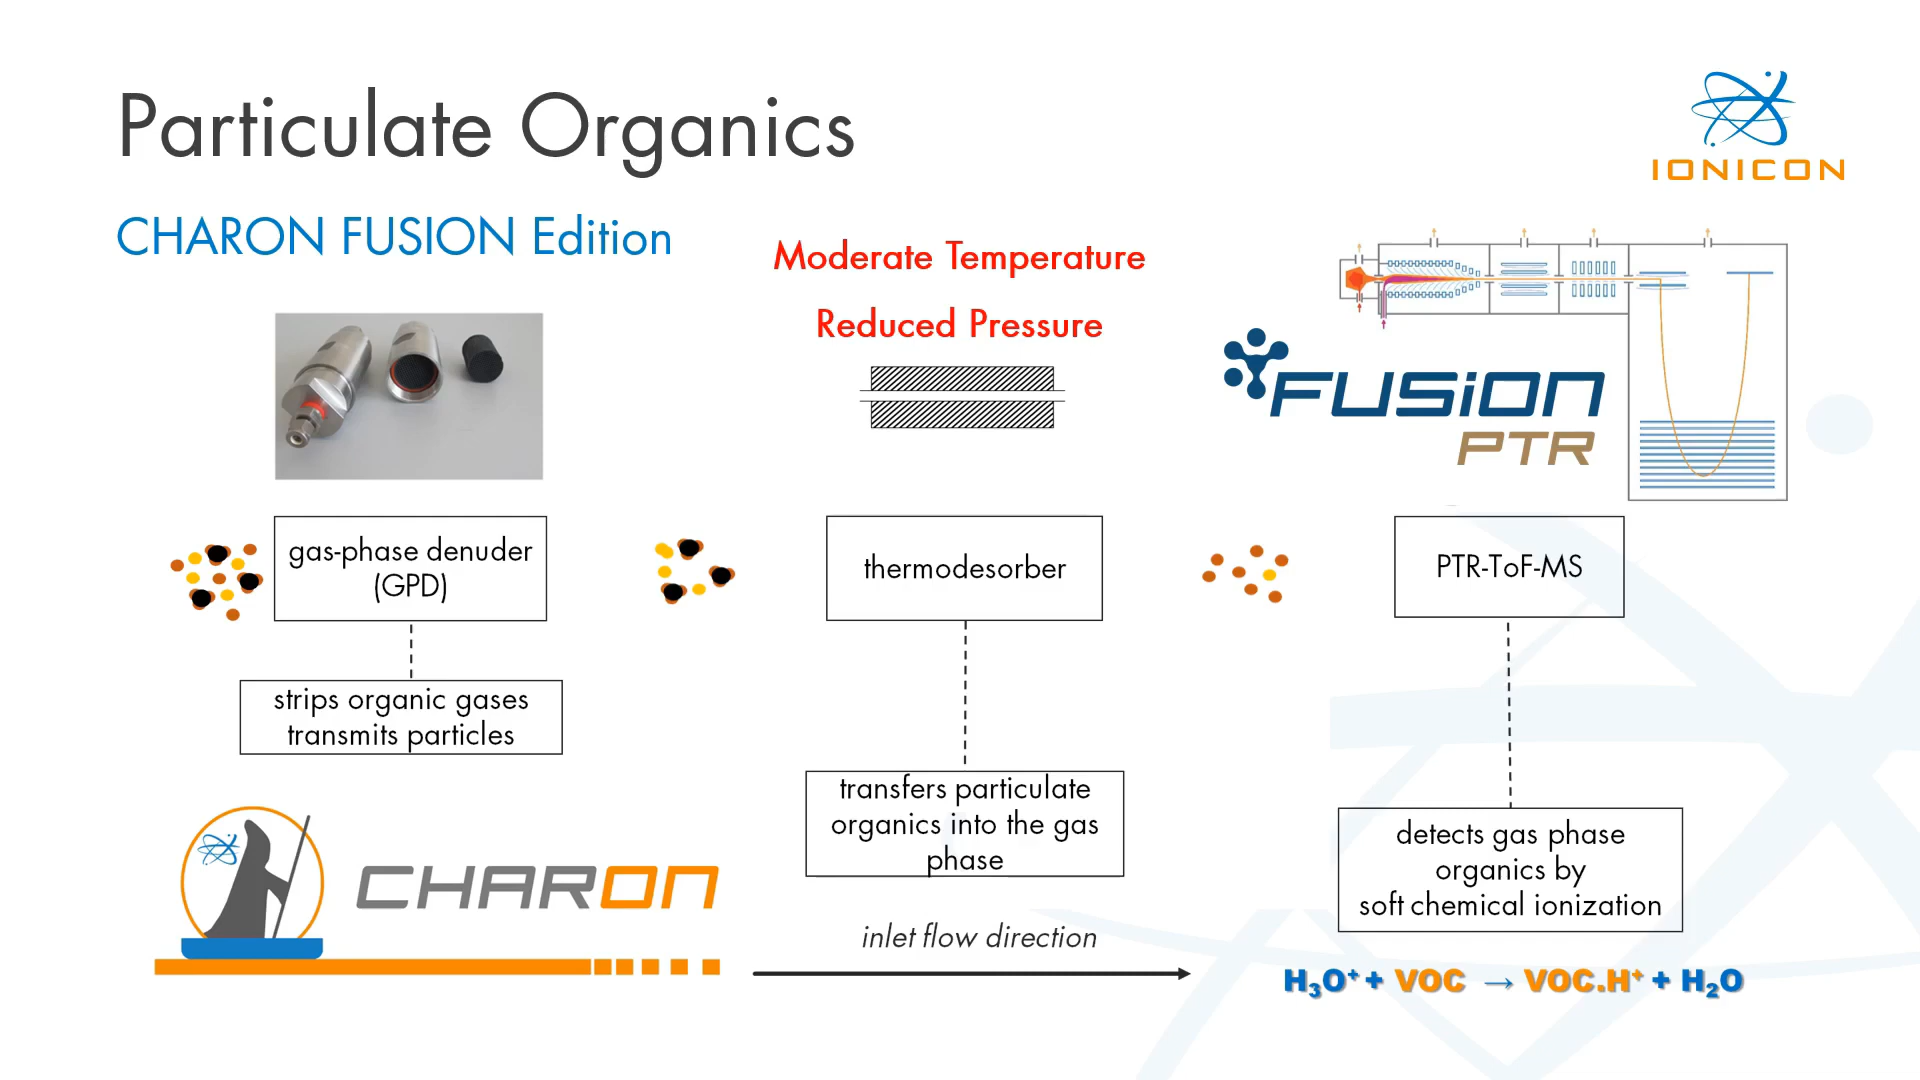 Particulate Organics
IONICON
CHARON FUSION Edition
Moderate Temperature
Reduced Pressure
FUSiON
PTR
gas-phase denuder
(GPD)
thermodesorber
PTR-ToF-MS
strips organic gases
transmits particles
transfers particulate
organics into the gas
phase
detects gas phase
organics by
soft chemical ionization
CHARON
inlet flow direction
H₃O⁺ + VOC → VOC.H⁺ + H₂O